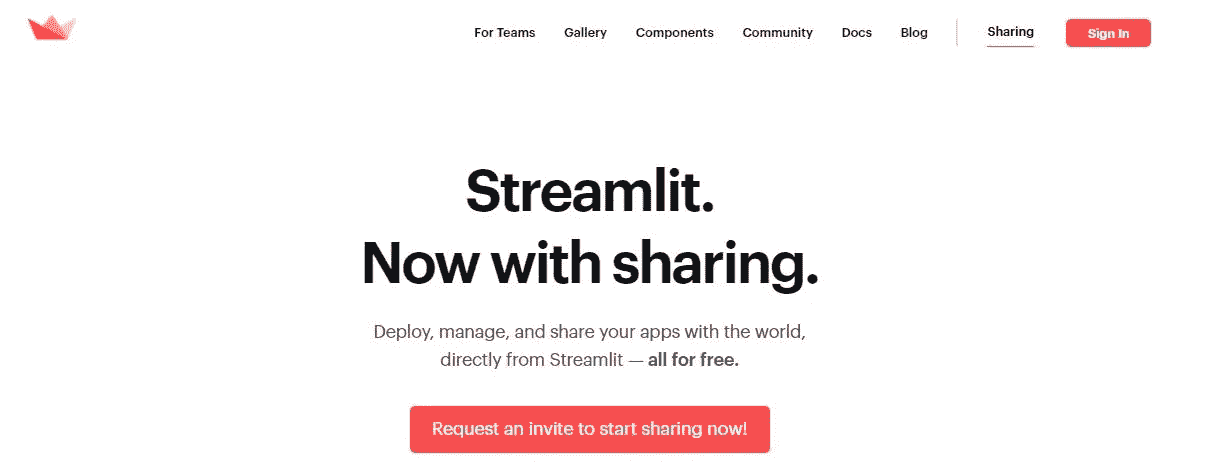 For Teams Gallery Components Community Docs Blog Sharing Sign In
Streamlit.
Now with sharing.
Deploy, manage, and share your apps with the world,
directly from Streamlit — all for free.
Request an invite to start sharing now!